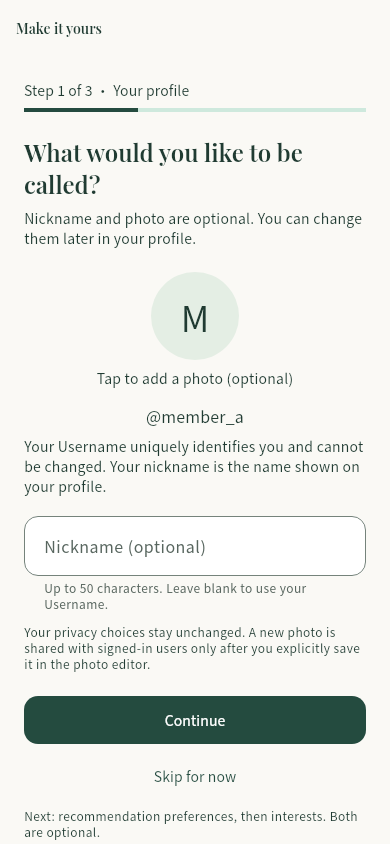 Make it yours
Step 1 of 3 • Your profile
What would you like to be
called?
Nickname and photo are optional. You can change
them later in your profile.
M
Tap to add a photo (optional)
@member_a
Your Username uniquely identifies you and cannot
be changed. Your nickname is the name shown on
your profile.
Nickname (optional)
Up to 50 characters. Leave blank to use your
Username.
Your privacy choices stay unchanged. A new photo is
shared with signed-in users only after you explicitly save
it in the photo editor.
Continue
Skip for now
Next: recommendation preferences, then interests. Both
are optional.